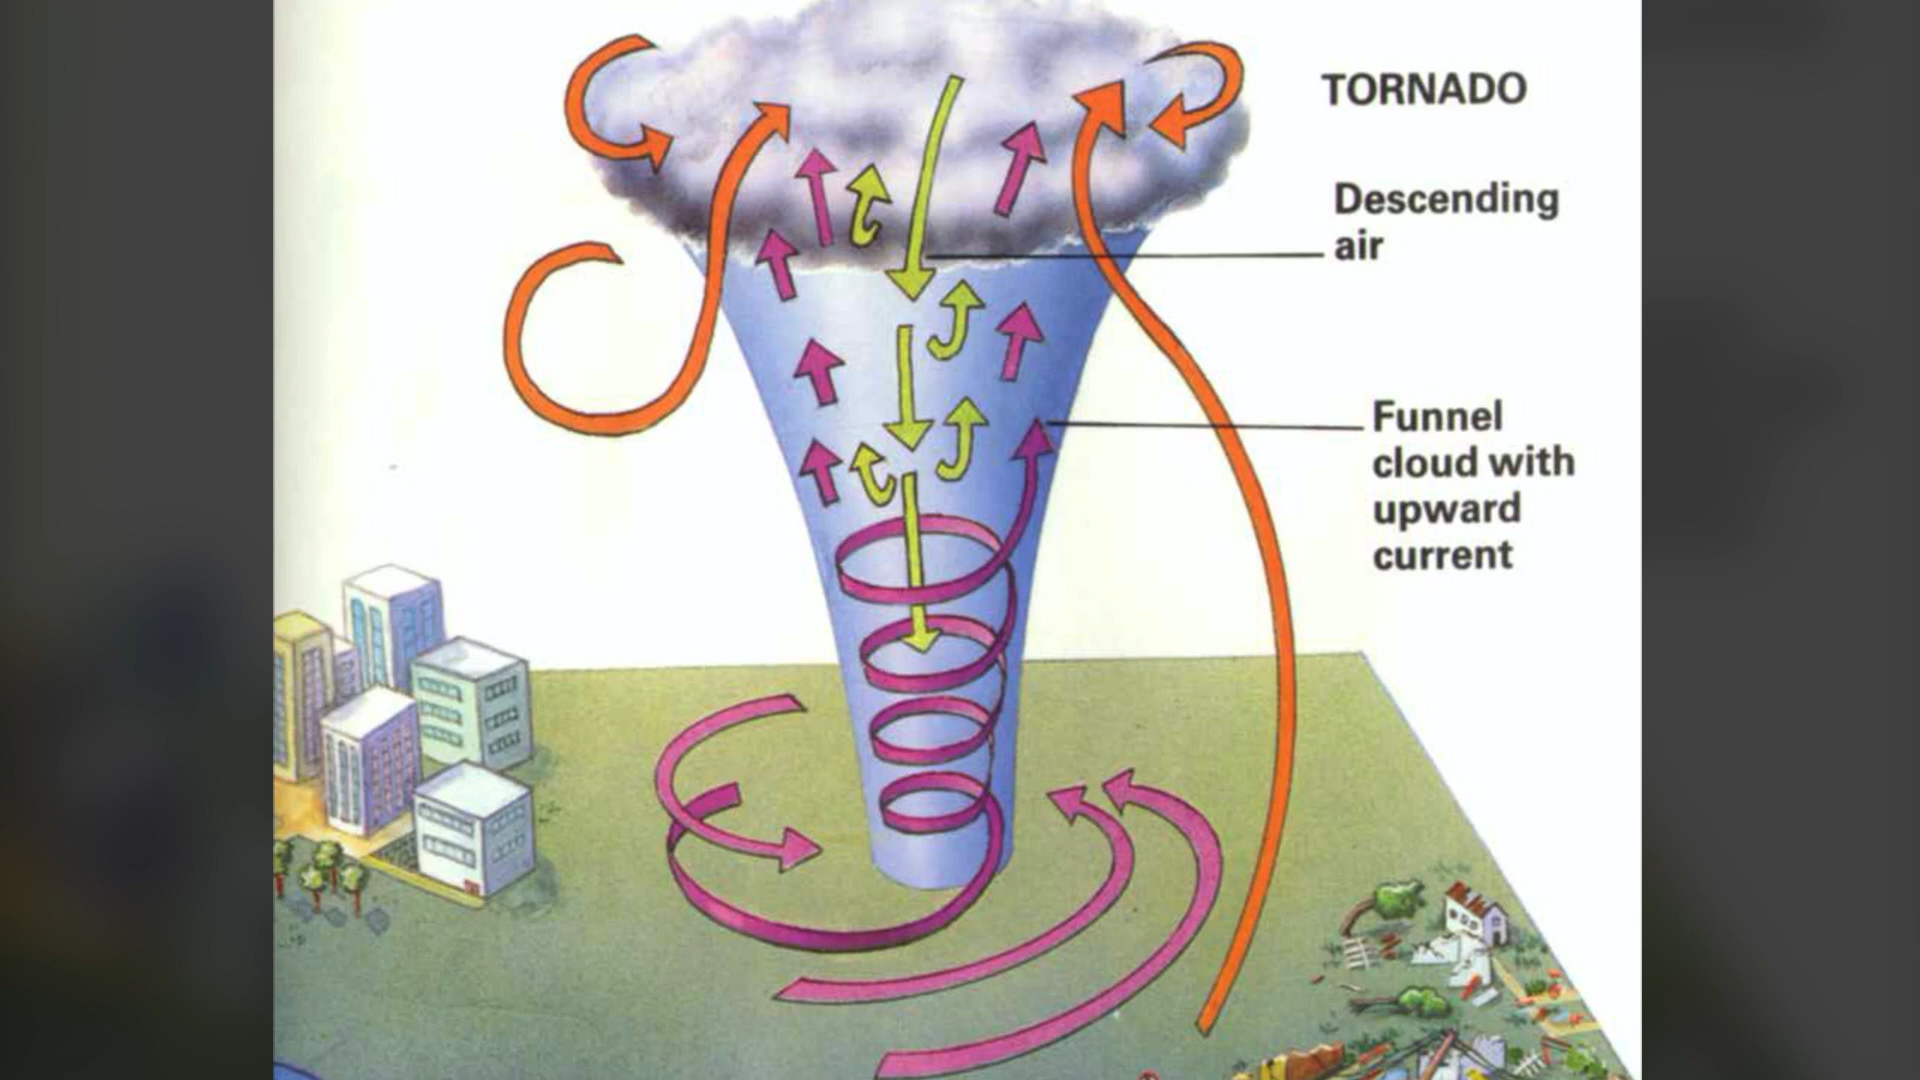 TORNADO
Descending
air
Funnel
cloud with
upward
current